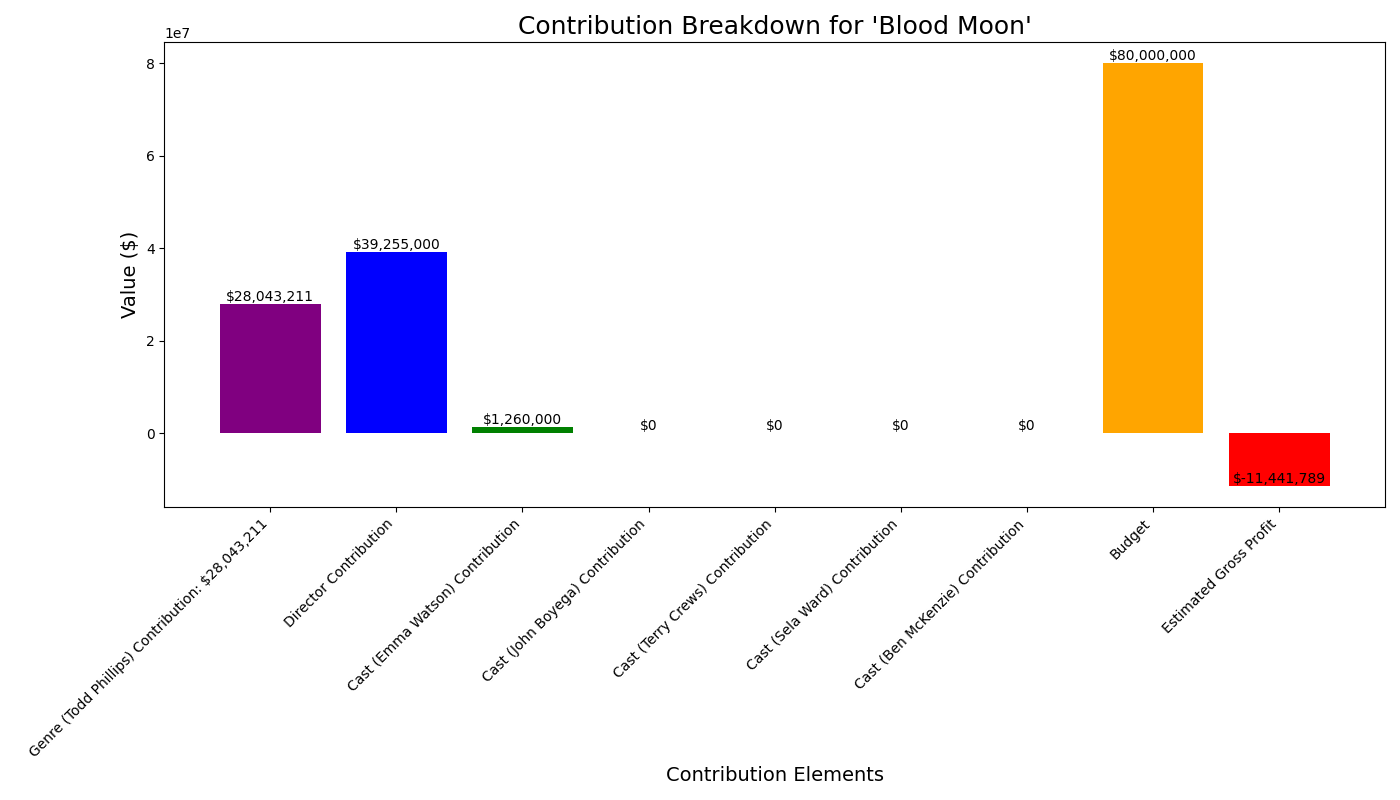 Contribution Breakdown for 'Blood Moon'
1e7
8
6
4
2
0
Value ($)
$28,043,211
$39,255,000
$1,260,000
$0
$0
$0
$0
$80,000,000
$-11,441,789
Genre (Todd Phillips) Contribution: $28,043,211
Director Contribution
Cast (Emma Watson) Contribution
Cast (John Boyega) Contribution
Cast (Terry Crews) Contribution
Cast (Sela Ward) Contribution
Cast (Ben McKenzie) Contribution
Budget
Estimated Gross Profit
Contribution Elements